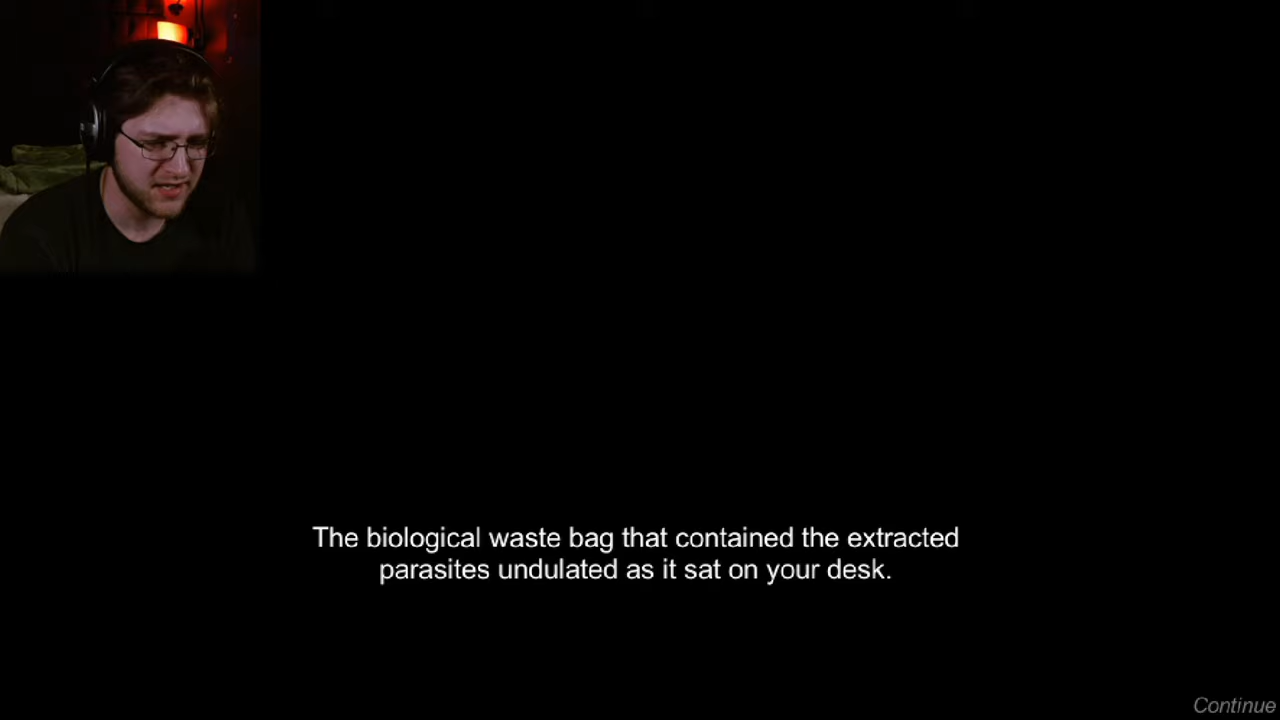 The biological waste bag that contained the extracted
parasites undulated as it sat on your desk.
Continue